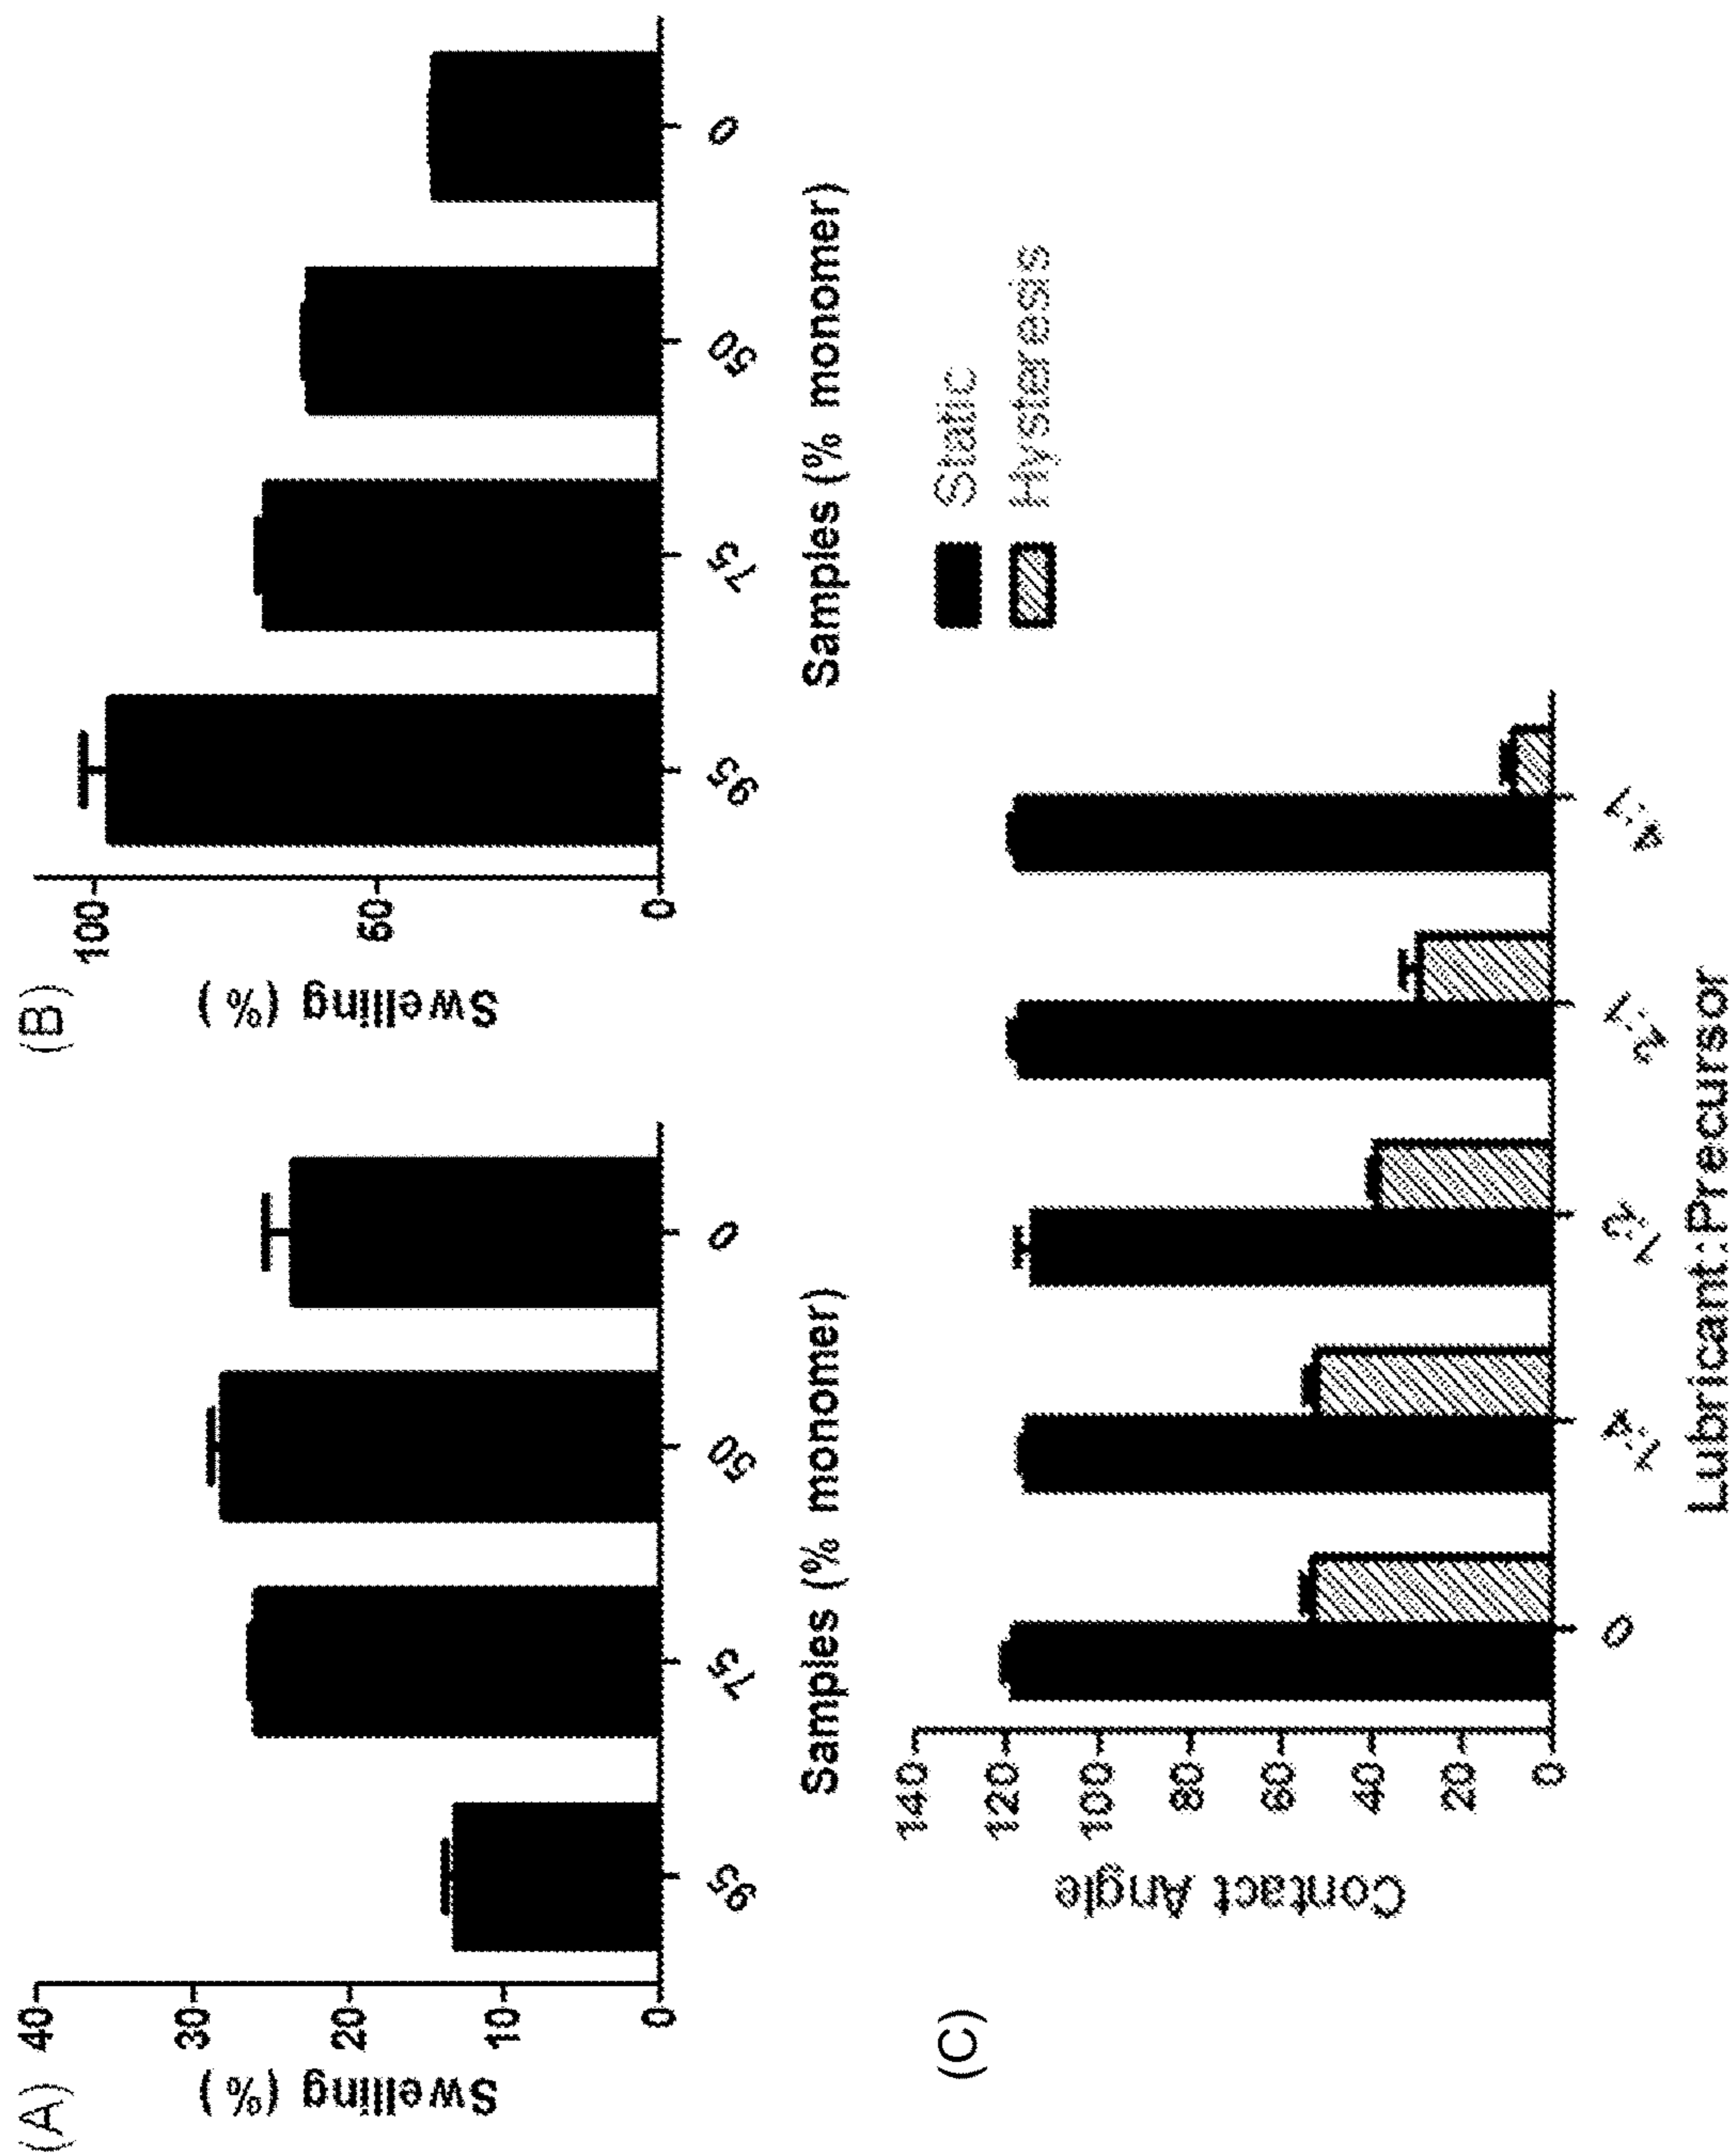 (A)
Swelling (%)
40
30
20
10
0
95
75
50
0
Samples (% monomer)
(B)
Swelling (%)
100
50
0
95
75
50
0
Samples (% monomer)
(C)
Contact Angle
140
120
100
80
60
40
20
0
0
1:4
1:2
2:1
4:1
Lubricant:Precursor
Static
Hysteresis